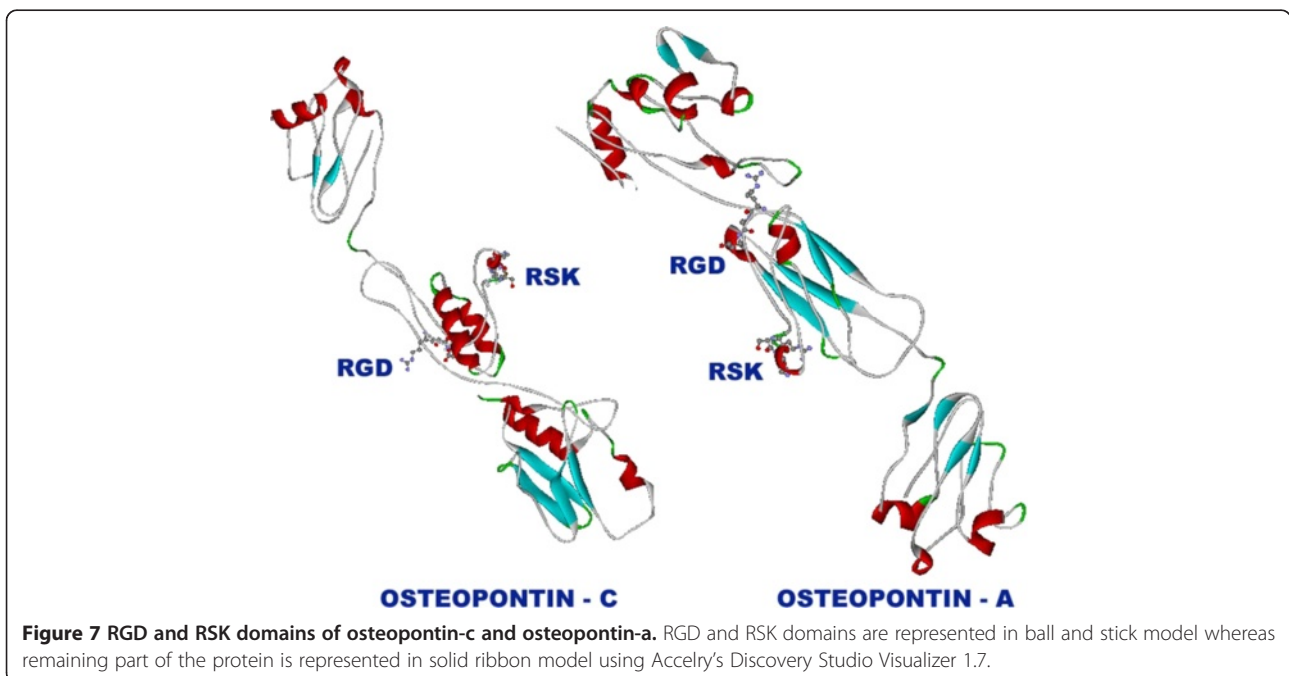 RSK
RGD
RGD
RSK
OSTEOPONTIN - C
OSTEOPONTIN - A
Figure 7 RGD and RSK domains of osteopontin-c and osteopontin-a. RGD and RSK domains are represented in ball and stick model whereas
remaining part of the protein is represented in solid ribbon model using Accelry's Discovery Studio Visualizer 1.7.